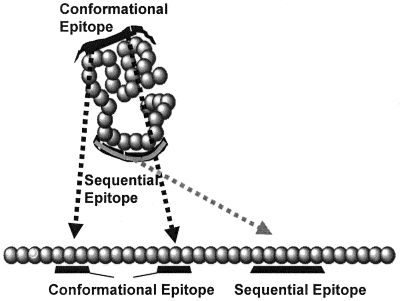 Conformational
Epitope
Sequential
Epitope
Conformational Epitope
Sequential Epitope